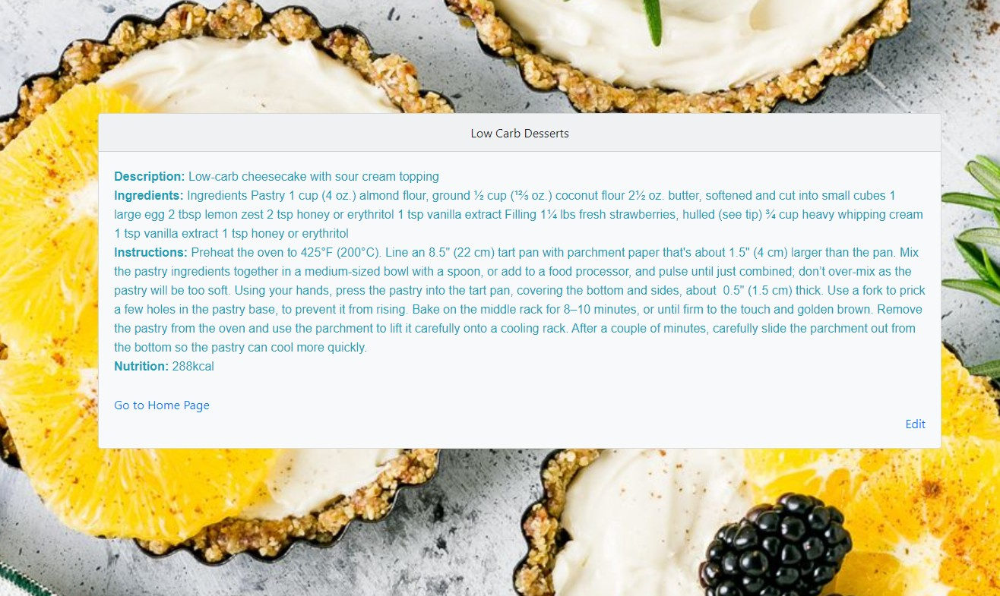 Low Carb Desserts
Description: Low-carb cheesecake with sour cream topping
Ingredients: Ingredients Pastry 1 cup (4 oz.) almond flour, ground ½ cup (1⅔ oz.) coconut flour 2½ oz. butter, softened and cut into small cubes 1
large egg 2 tbsp lemon zest 2 tsp honey or erythritol 1 tsp vanilla extract Filling 1¼ lbs fresh strawberries, hulled (see tip) ¾ cup heavy whipping cream
1 tsp vanilla extract 1 tsp honey or erythritol
Instructions: Preheat the oven to 425°F (200°C). Line an 8.5" (22 cm) tart pan with parchment paper that's about 1.5" (4 cm) larger than the pan. Mix
the pastry ingredients together in a medium-sized bowl with a spoon, or add to a food processor, and pulse until just combined; don’t over-mix as the
pastry will be too soft. Using your hands, press the pastry into the tart pan, covering the bottom and sides, about  0.5" (1.5 cm) thick. Use a fork to prick
a few holes in the pastry base, to prevent it from rising. Bake on the middle rack for 8–10 minutes, or until firm to the touch and golden brown. Remove
the pastry from the oven and use the parchment to lift it carefully onto a cooling rack. After a couple of minutes, carefully slide the parchment out from
the bottom so the pastry can cool more quickly.
Nutrition: 288kcal
Go to Home Page
Edit